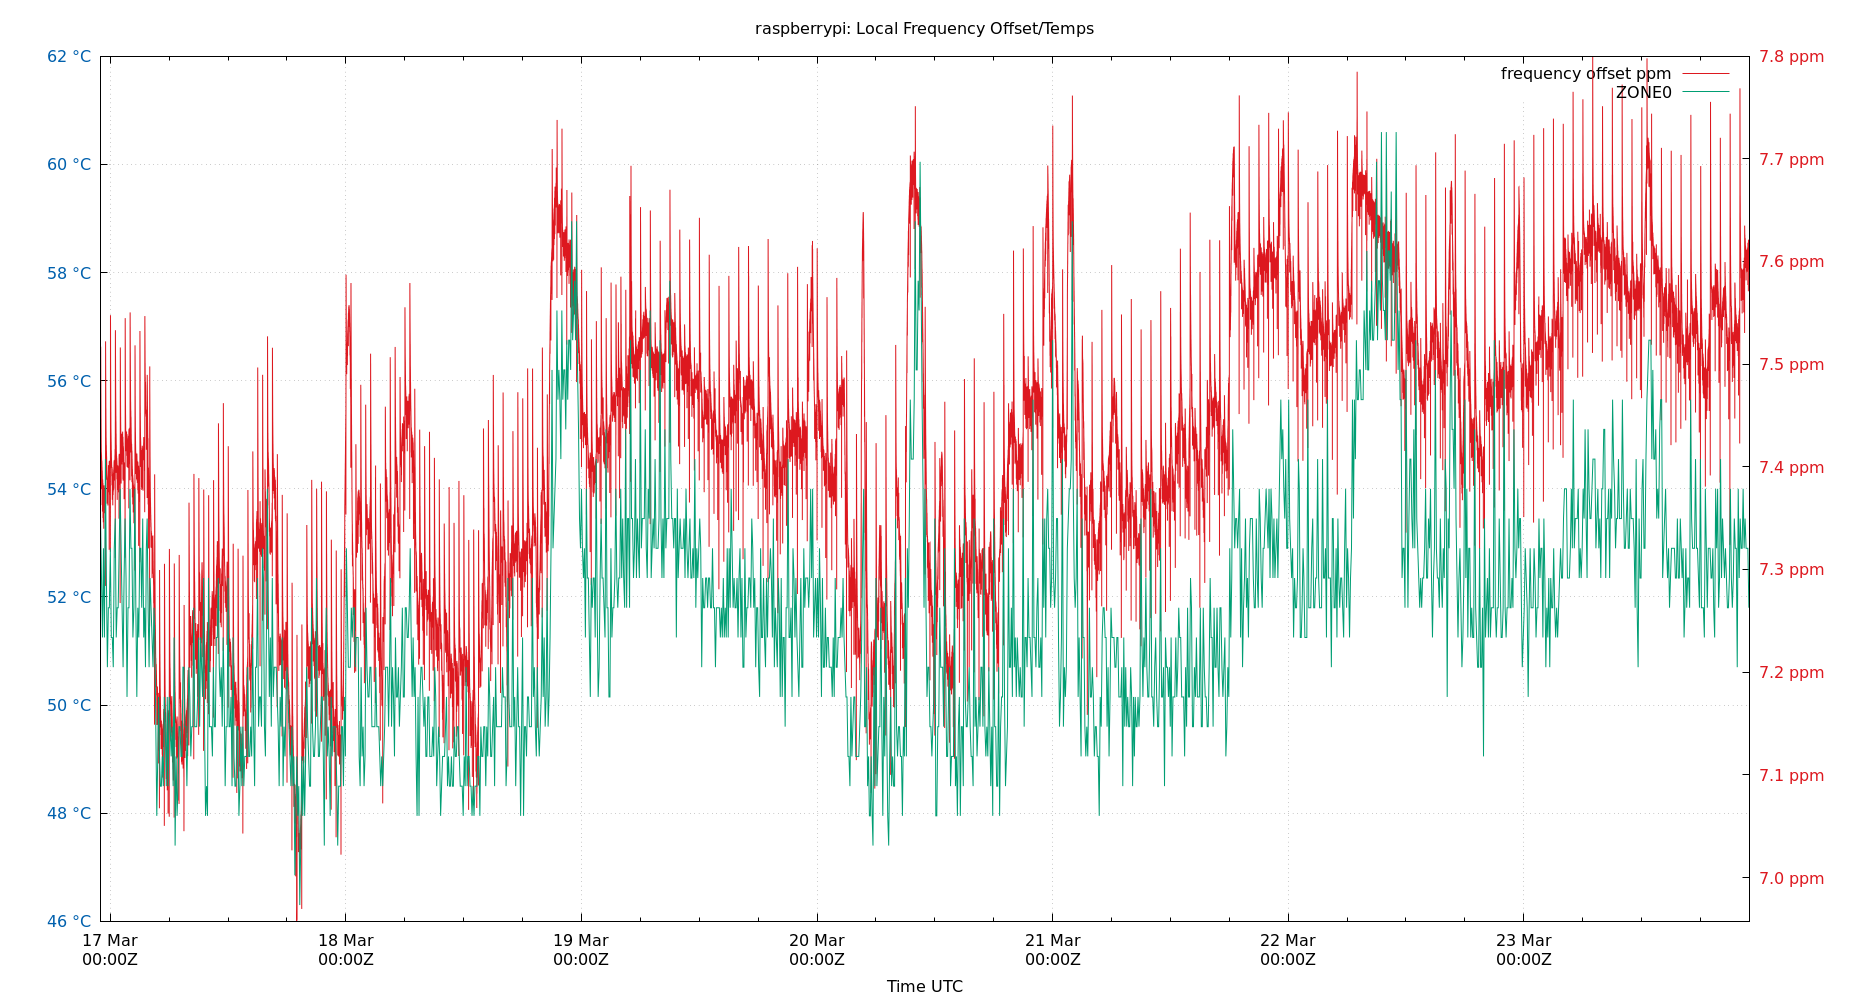 raspberrypi: Local Frequency Offset/Temps
62 °C
60 °C
58 °C
56 °C
54 °C
52 °C
50 °C
48 °C
46 °C
7.8 ppm
7.7 ppm
7.6 ppm
7.5 ppm
7.4 ppm
7.3 ppm
7.2 ppm
7.1 ppm
7.0 ppm
frequency offset ppm
ZONE0
17 Mar
00:00Z
18 Mar
00:00Z
19 Mar
00:00Z
20 Mar
00:00Z
21 Mar
00:00Z
22 Mar
00:00Z
23 Mar
00:00Z
Time UTC